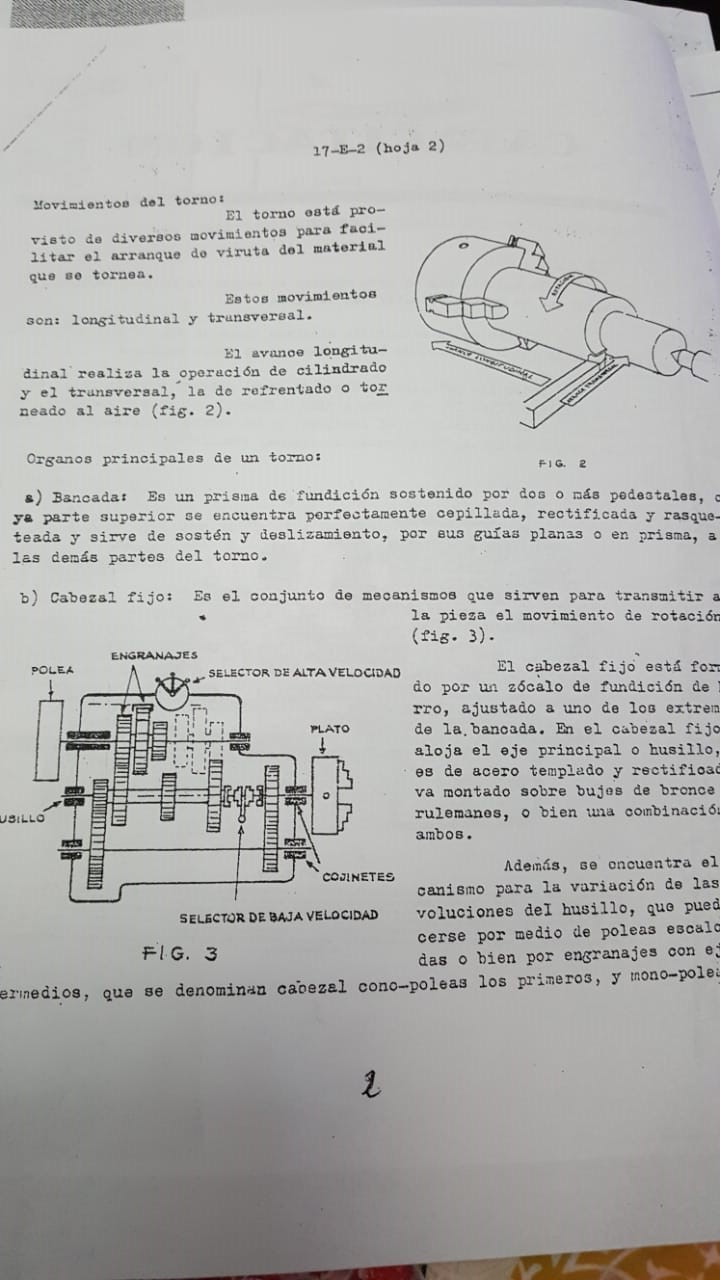 17-E-2 (hoja 2)
Movimientos del torno:
El torno está pro-
visto de diversos movimientos para faci-
litar el arranque de viruta del material
que se tornea.
Estos movimientos
son: longitudinal y transversal.
El avance longitu-
dinal realiza la operación de cilindrado
y el transversal, la de refrentado o tor
neado al aire (fig. 2).
ROTACIÓN
AVANCE LONGITUDINAL
AVANCE TRANSVERSAL
FIG. 2
Organos principales de un torno:
a) Bancada: Es un prisma de fundición sostenido por dos o más pedestales, c
ya parte superior se encuentra perfectamente cepillada, rectificada y rasque-
teada y sirve de sostén y deslizamiento, por sus guías planas o en prisma, a
las demás partes del torno.
b) Cabezal fijo: Es el conjunto de mecanismos que sirven para transmitir a
la pieza el movimiento de rotación
(fig. 3).
ENGRANAJES
POLEA
SELECTOR DE ALTA VELOCIDAD
PLATO
USILLO
COJINETES
SELECTOR DE BAJA VELOCIDAD
FIG. 3
El cabezal fijo está for
do por un zócalo de fundición de
rro, ajustado a uno de los extrem
de la bancada. En el cabezal fijo
aloja el eje principal o husillo,
es de acero templado y rectificad
va montado sobre bujes de bronce
rulemanes, o bien una combinació
ambos.
Además, se encuentra el
canismo para la variación de las
voluciones del husillo, que pued
cerse por medio de poleas escalo
das o bien por engranajes con ej
ermedios, que se denominan cabezal cono-poleas los primeros, y mono-polea
2